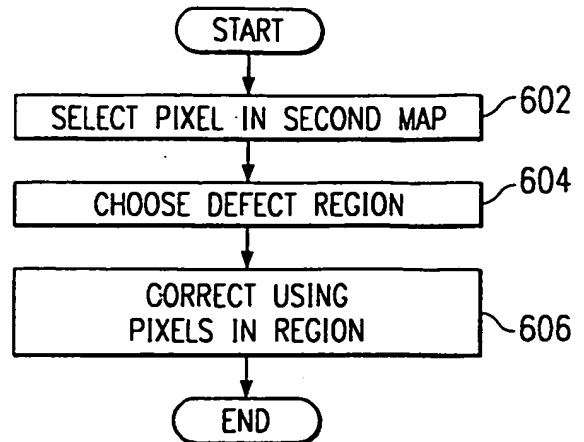 START
SELECT PIXEL IN SECOND MAP
602
CHOOSE DEFECT REGION
604
CORRECT USING
PIXELS IN REGION
606
END